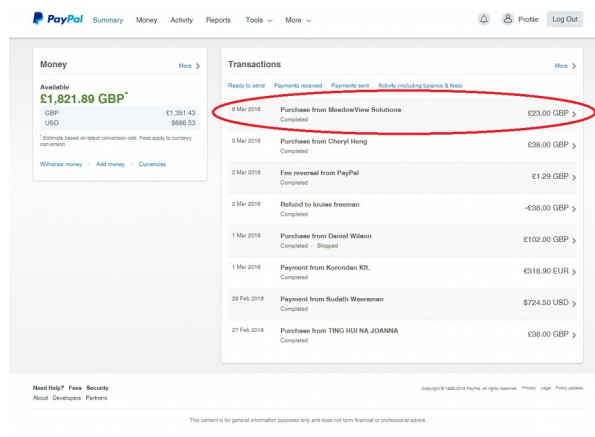 PayPal Summary Money Activity Reports Tools More Profile Log Out
Money More
Available
£1,821.89 GBP*
GBP £1,351.43
USD $686.53
* Estimate based on latest conversion rate. Fees apply to currency
conversion.
Withdraw money · Add money · Currencies
Transactions More
Ready to send Payments received Payments sent Activity (including balance & fees)
6 Mar 2016 Purchase from MeadowView Solutions £23.00 GBP
Completed
3 Mar 2016 Purchase from Cheryl Heng £38.00 GBP
Completed
2 Mar 2016 Fee reversal from PayPal £1.29 GBP
Completed
2 Mar 2016 Refund to louise freeman -£38.00 GBP
Completed
1 Mar 2016 Purchase from Daniel Wilson £102.00 GBP
Completed · Shipped
1 Mar 2016 Payment from Korondan Kft. €318.90 EUR
Completed
29 Feb 2016 Payment from Sudath Weeraman $724.50 USD
Completed
27 Feb 2016 Purchase from TING HUI NA JOANNA £38.00 GBP
Completed
Need Help? Fees Security
About Developers Partners
Copyright © 1999-2016 PayPal. All rights reserved. Privacy Legal Policy updates
This content is for general information purposes only and does not form financial or professional advice.